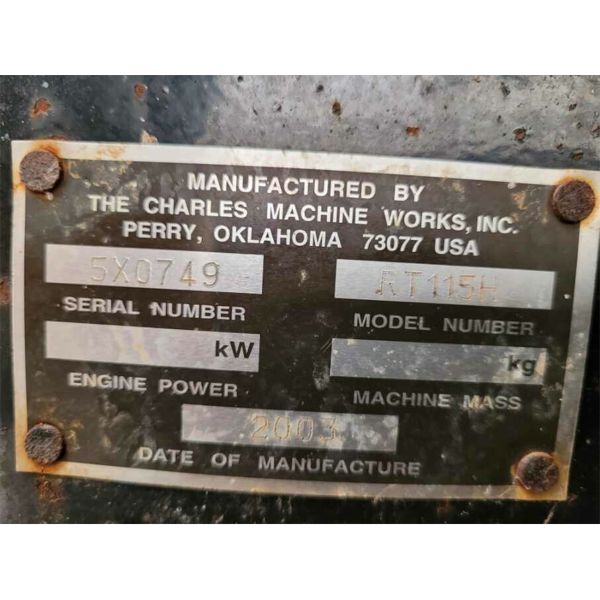 MANUFACTURED BY
THE CHARLES MACHINE WORKS, INC.
PERRY, OKLAHOMA 73077 USA
5X0749 RT115H
SERIAL NUMBER MODEL NUMBER
kW kg
ENGINE POWER MACHINE MASS
2003
DATE OF MANUFACTURE